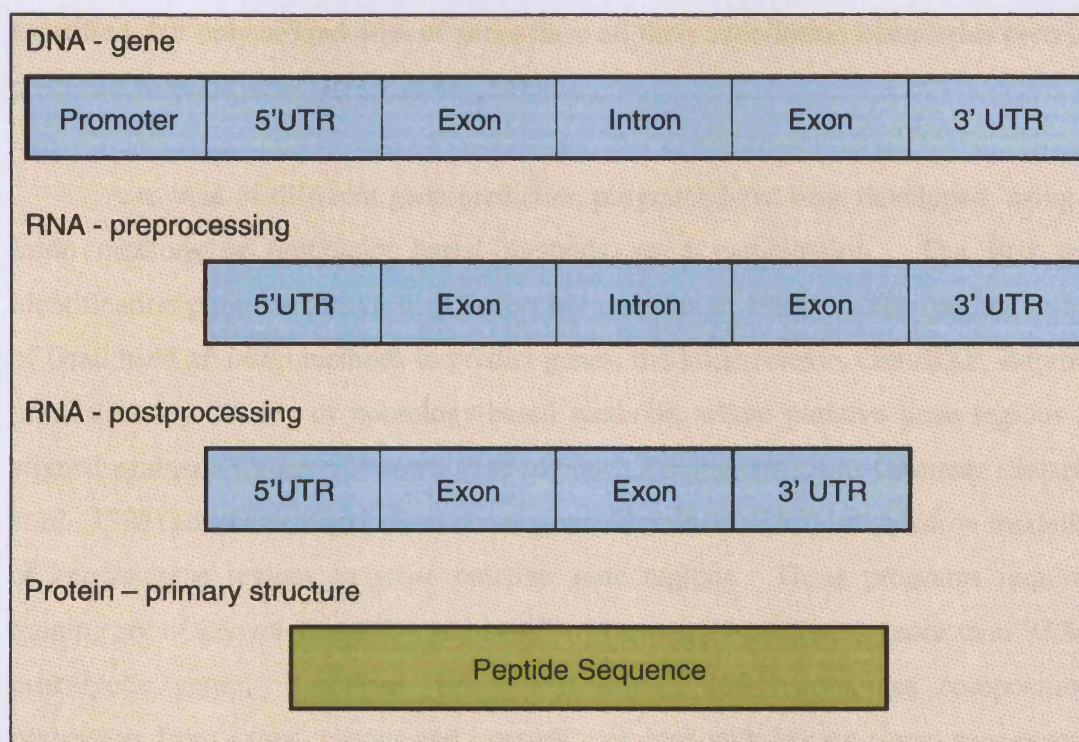 DNA - gene
Promoter 5'UTR Exon Intron Exon 3' UTR
RNA - preprocessing
5'UTR Exon Intron Exon 3' UTR
RNA - postprocessing
5'UTR Exon Exon 3' UTR
Protein – primary structure
Peptide Sequence